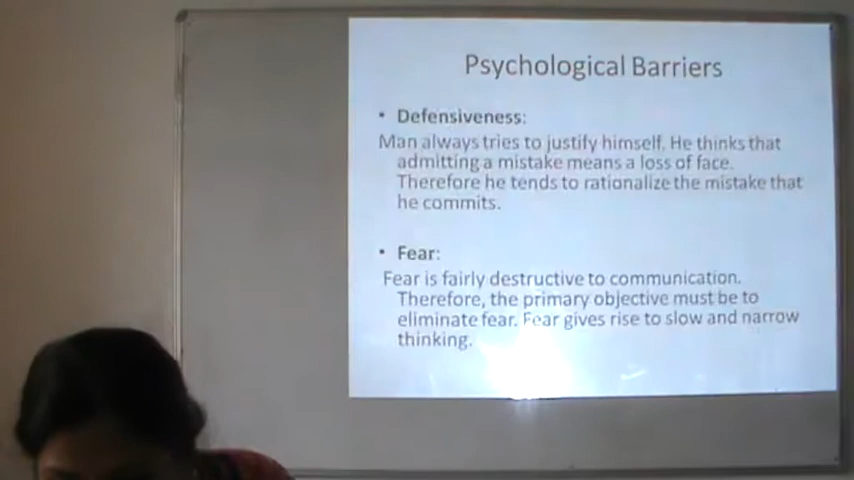 Psychological Barriers
• Defensiveness:
Man always tries to justify himself. He thinks that
admitting a mistake means a loss of face.
Therefore he tends to rationalize the mistake that
he commits.
• Fear:
Fear is fairly destructive to communication.
Therefore, the primary objective must be to
eliminate fear. Fear gives rise to slow and narrow
thinking.